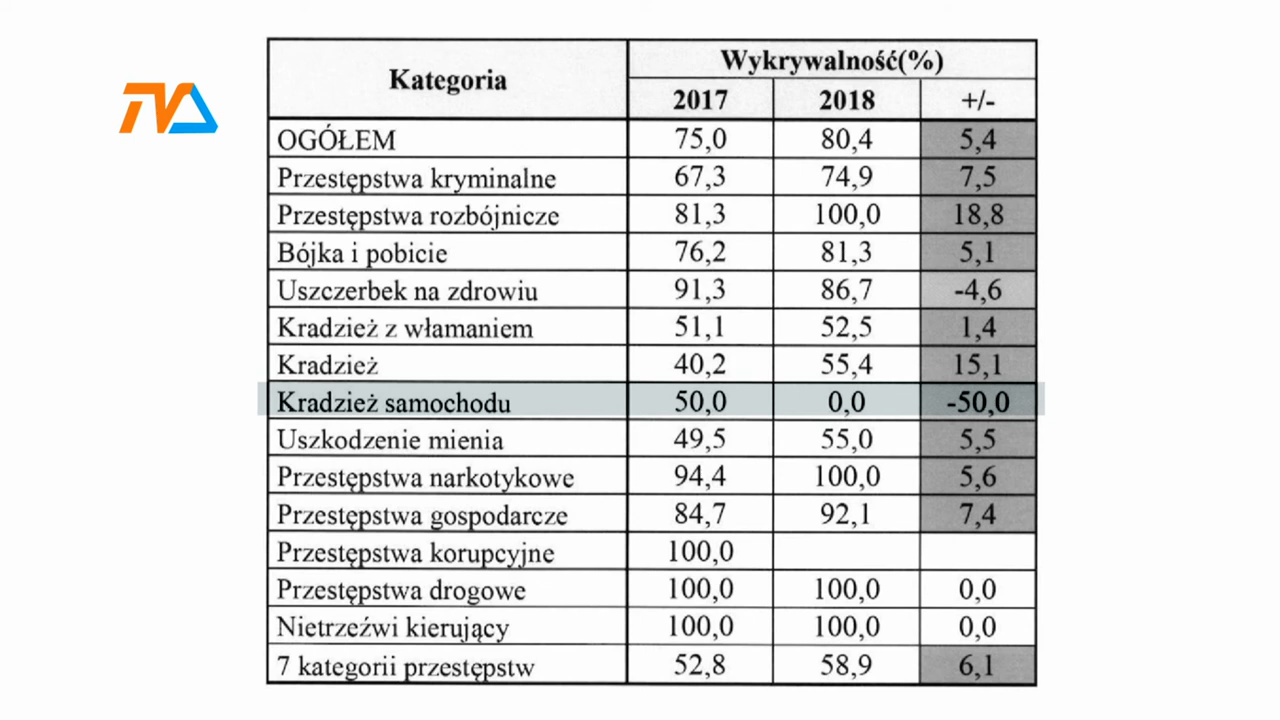 TVA
Kategoria
Wykrywalność(%)
2017 2018 +/-
OGÓŁEM 75,0 80,4 5,4
Przestępstwa kryminalne 67,3 74,9 7,5
Przestępstwa rozbójnicze 81,3 100,0 18,8
Bójka i pobicie 76,2 81,3 5,1
Uszczerbek na zdrowiu 91,3 86,7 -4,6
Kradzież z włamaniem 51,1 52,5 1,4
Kradzież 40,2 55,4 15,1
Kradzież samochodu 50,0 0,0 -50,0
Uszkodzenie mienia 49,5 55,0 5,5
Przestępstwa narkotykowe 94,4 100,0 5,6
Przestępstwa gospodarcze 84,7 92,1 7,4
Przestępstwa korupcyjne 100,0
Przestępstwa drogowe 100,0 100,0 0,0
Nietrzeźwi kierujący 100,0 100,0 0,0
7 kategorii przestępstw 52,8 58,9 6,1